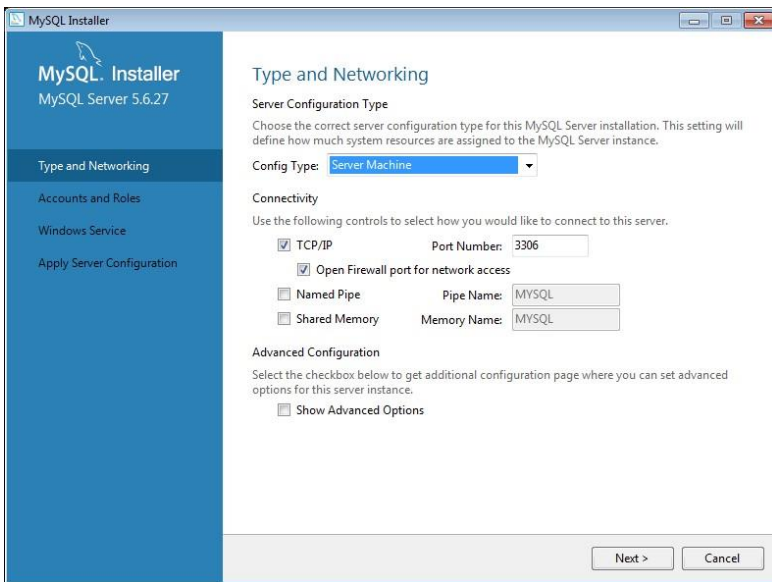 MySQL Installer
MySQL. Installer
MySQL Server 5.6.27
Type and Networking
Accounts and Roles
Windows Service
Apply Server Configuration
Type and Networking
Server Configuration Type
Choose the correct server configuration type for this MySQL Server installation. This setting will
define how much system resources are assigned to the MySQL Server instance.
Config Type: Server Machine
Connectivity
Use the following controls to select how you would like to connect to this server.
TCP/IP Port Number: 3306
Open Firewall port for network access
Named Pipe Pipe Name: MYSQL
Shared Memory Memory Name: MYSQL
Advanced Configuration
Select the checkbox below to get additional configuration page where you can set advanced
options for this server instance.
Show Advanced Options
Next > Cancel